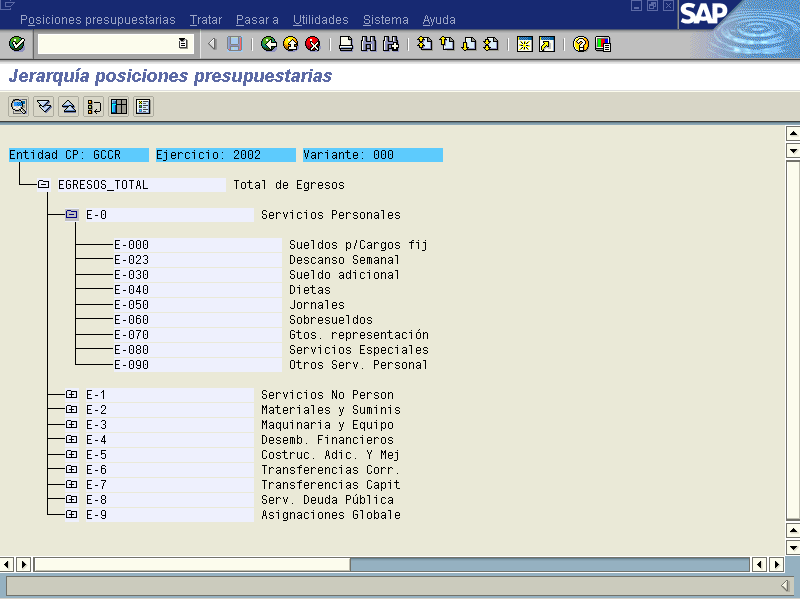 Posiciones presupuestarias Tratar Pasar a Utilidades Sistema Ayuda
SAP
Jerarquía posiciones presupuestarias
Entidad CP: GCCR Ejercicio: 2002 Variante: 000
EGRESOS_TOTAL Total de Egresos
E-0 Servicios Personales
E-000 Sueldos p/Cargos fij
E-023 Descanso Semanal
E-030 Sueldo adicional
E-040 Dietas
E-050 Jornales
E-060 Sobresueldos
E-070 Gtos. representación
E-080 Servicios Especiales
E-090 Otros Serv. Personal
E-1 Servicios No Person
E-2 Materiales y Suminis
E-3 Maquinaria y Equipo
E-4 Desemb. Financieros
E-5 Costruc. Adic. Y Mej
E-6 Transferencias Corr.
E-7 Transferencias Capit
E-8 Serv. Deuda Pública
E-9 Asignaciones Globale